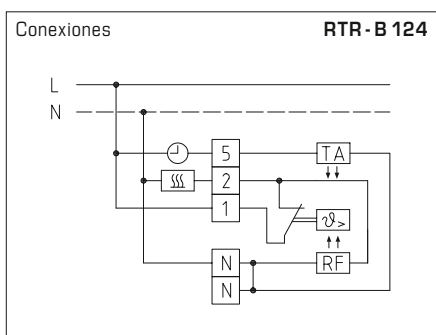 Conexiones RTR-B 124
L
N
5 TA
2
1 ϑ>
N RF
N